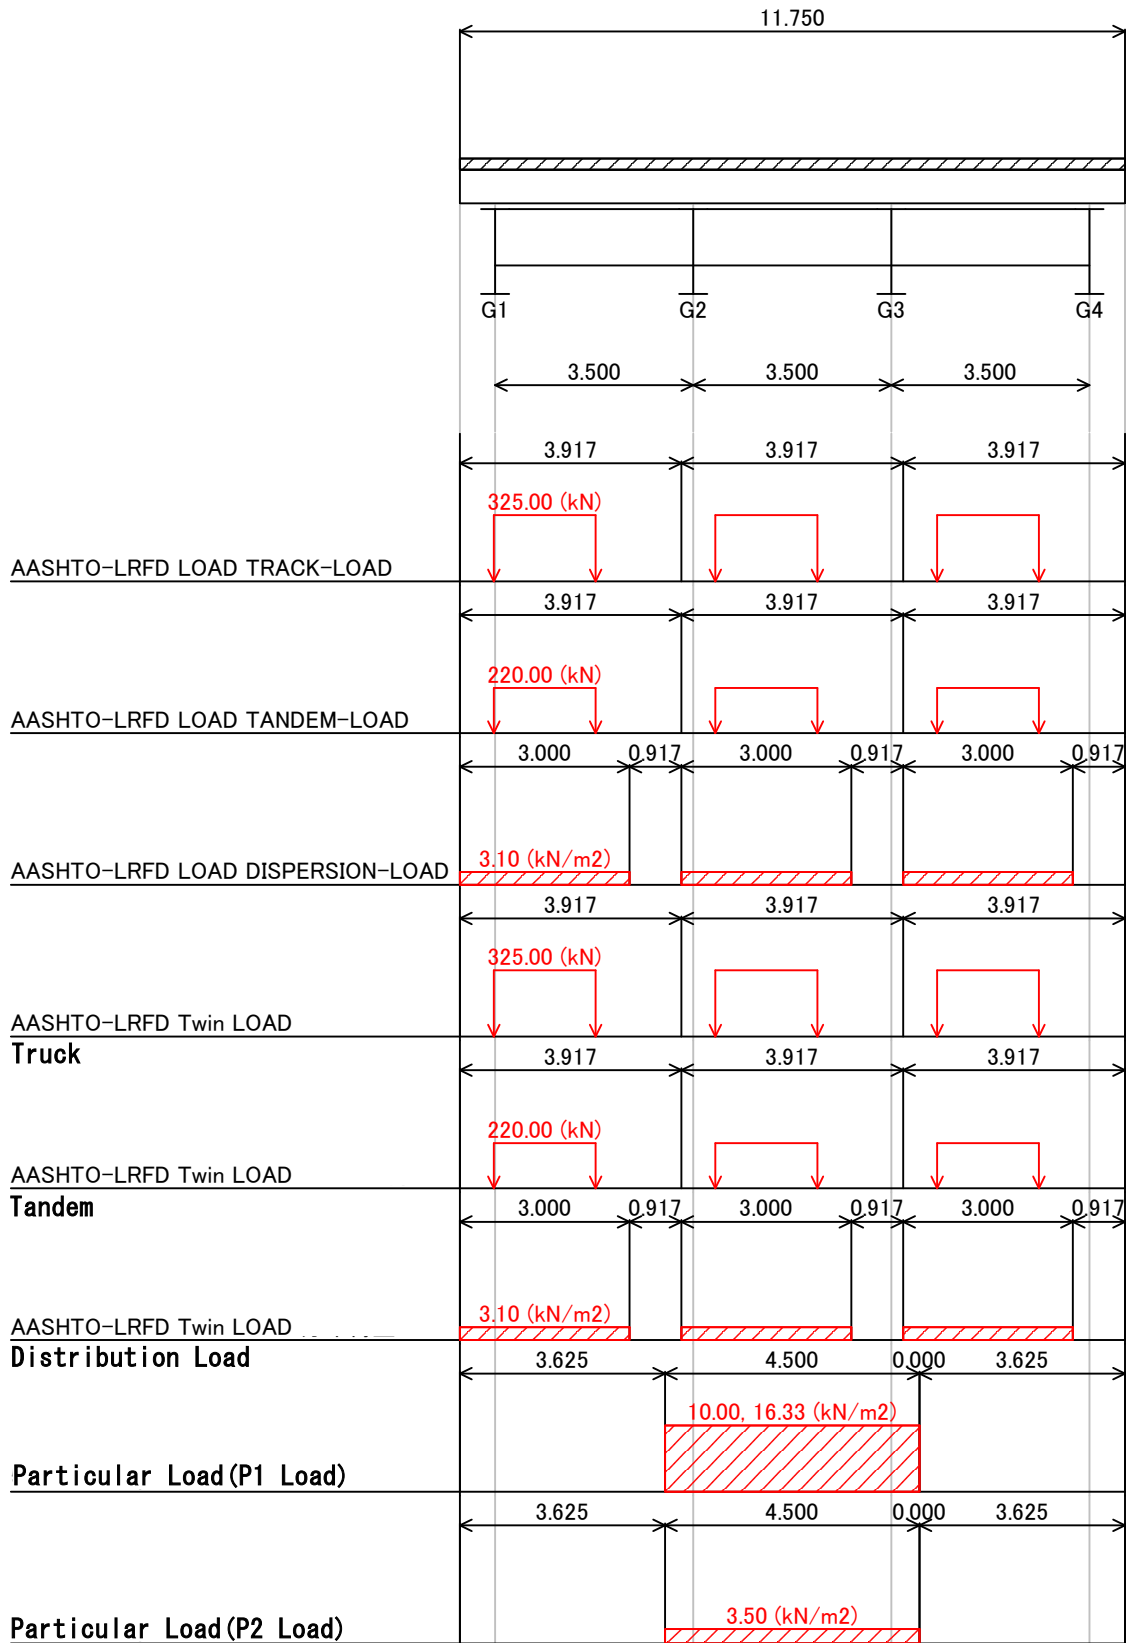 11.750
G1 G2 G3 G4
3.500 3.500 3.500
3.917 3.917 3.917
325.00 (kN)
AASHTO-LRFD LOAD TRACK-LOAD
3.917 3.917 3.917
220.00 (kN)
AASHTO-LRFD LOAD TANDEM-LOAD
3.000 0.917 3.000 0.917 3.000 0.917
3.10 (kN/m2)
AASHTO-LRFD LOAD DISPERSION-LOAD
3.917 3.917 3.917
325.00 (kN)
AASHTO-LRFD Twin LOAD
Truck
3.917 3.917 3.917
220.00 (kN)
AASHTO-LRFD Twin LOAD
Tandem
3.000 0.917 3.000 0.917 3.000 0.917
3.10 (kN/m2)
AASHTO-LRFD Twin LOAD
Distribution Load
3.625 4.500 0.000 3.625
10.00, 16.33 (kN/m2)
Particular Load(P1 Load)
3.625 4.500 0.000 3.625
3.50 (kN/m2)
Particular Load(P2 Load)